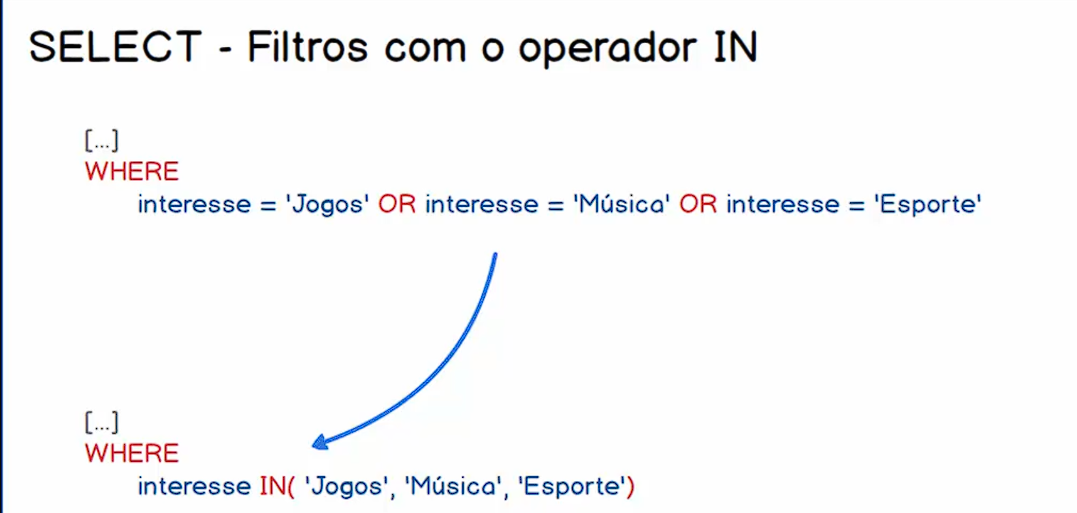 SELECT - Filtros com o operador IN
[...]
WHERE
interesse = 'Jogos' OR interesse = 'Música' OR interesse = 'Esporte'
[...]
WHERE
interesse IN( 'Jogos', 'Música', 'Esporte')